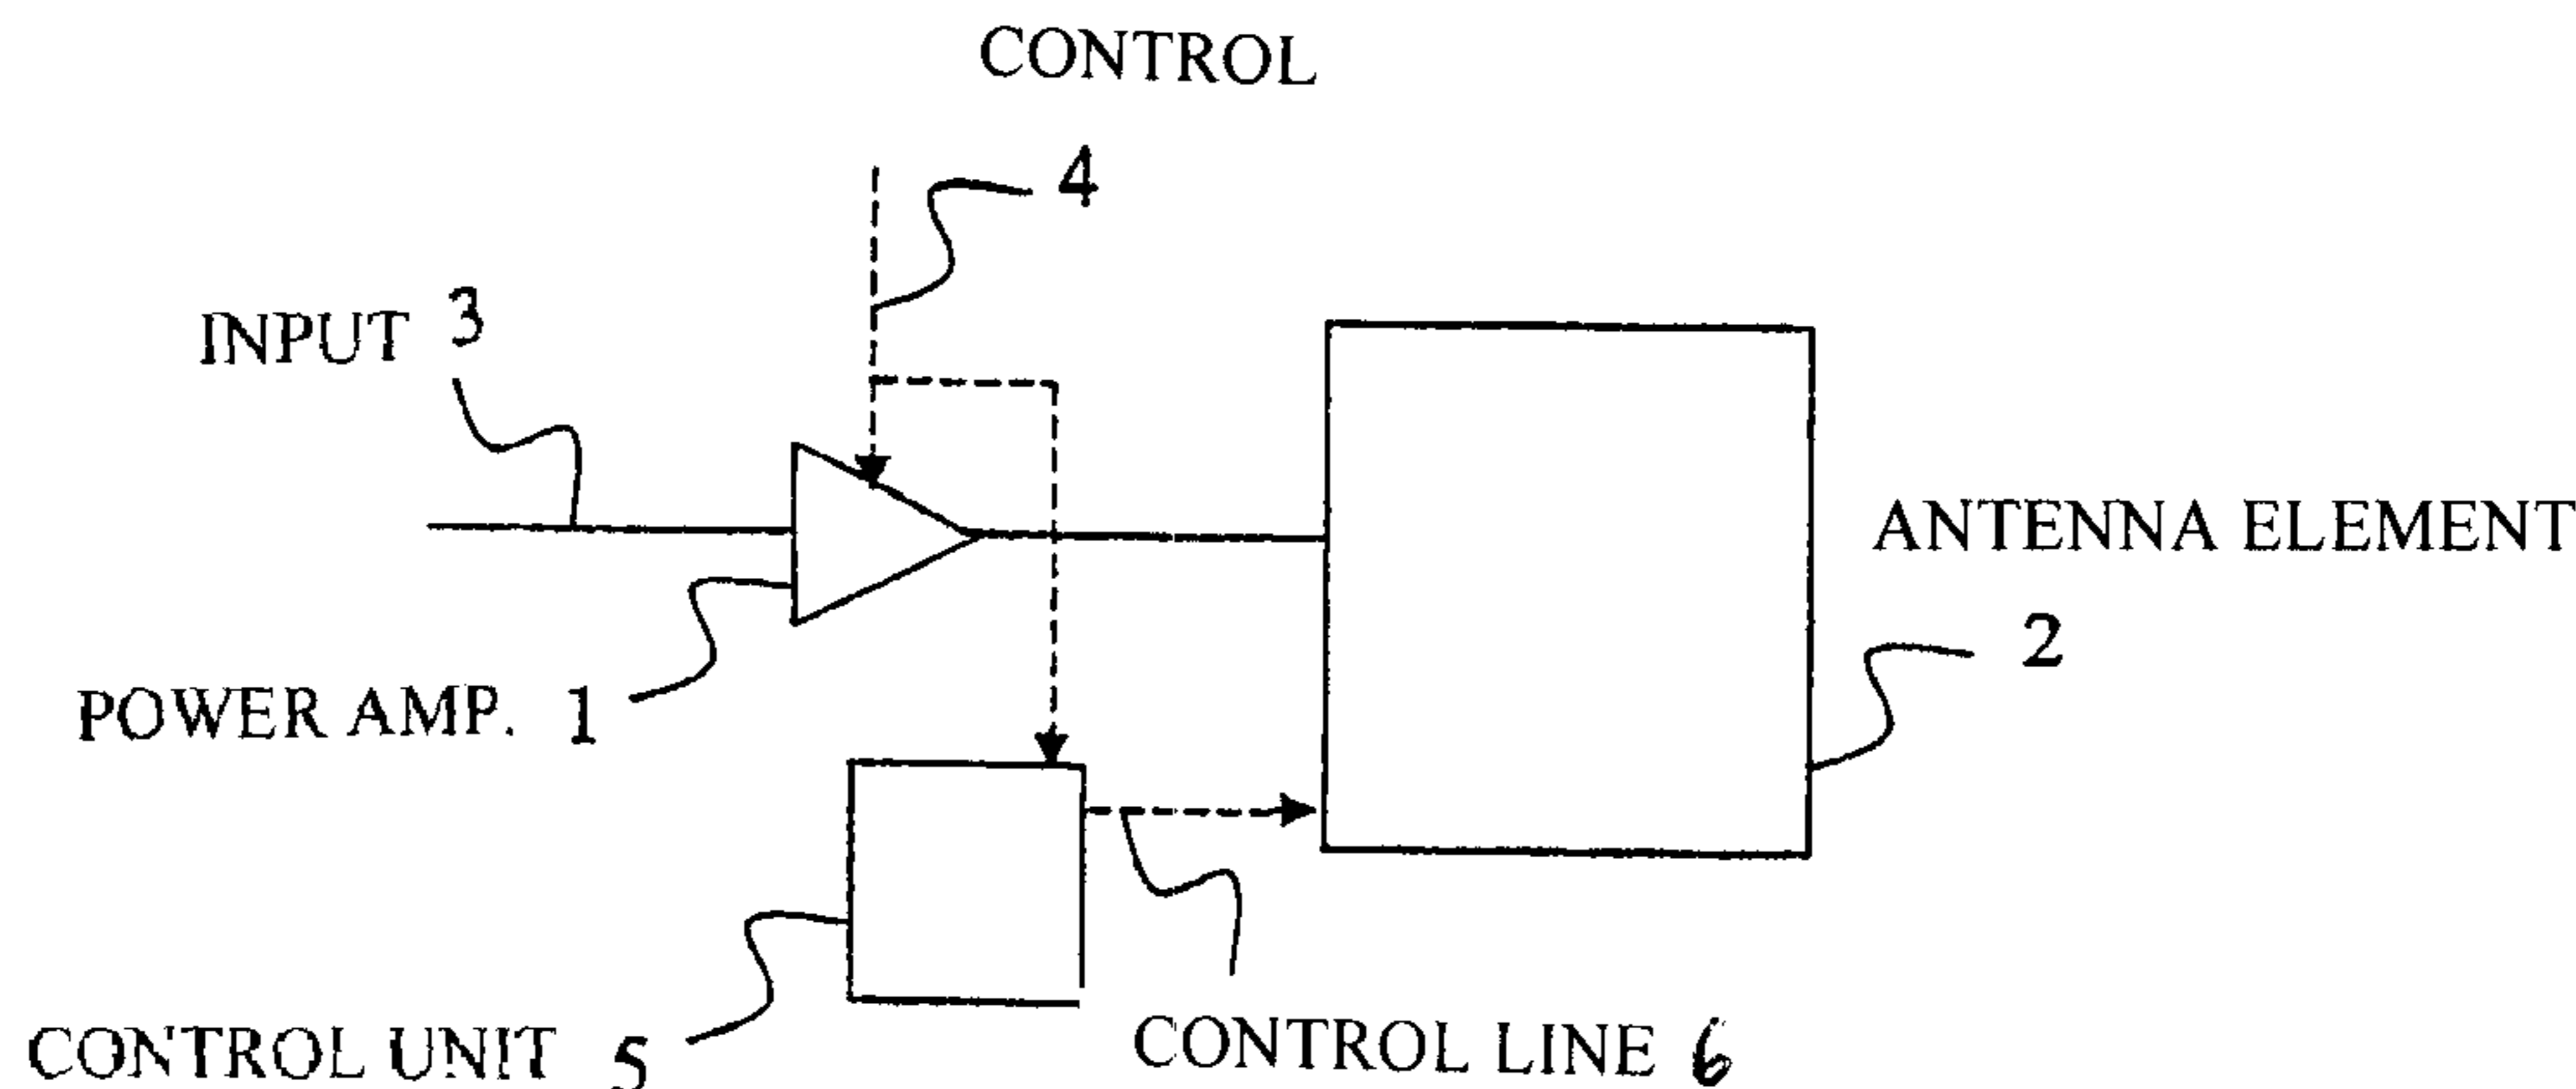 CONTROL
4
INPUT 3
ANTENNA ELEMENT
2
POWER AMP. 1
CONTROL UNIT 5
CONTROL LINE 6